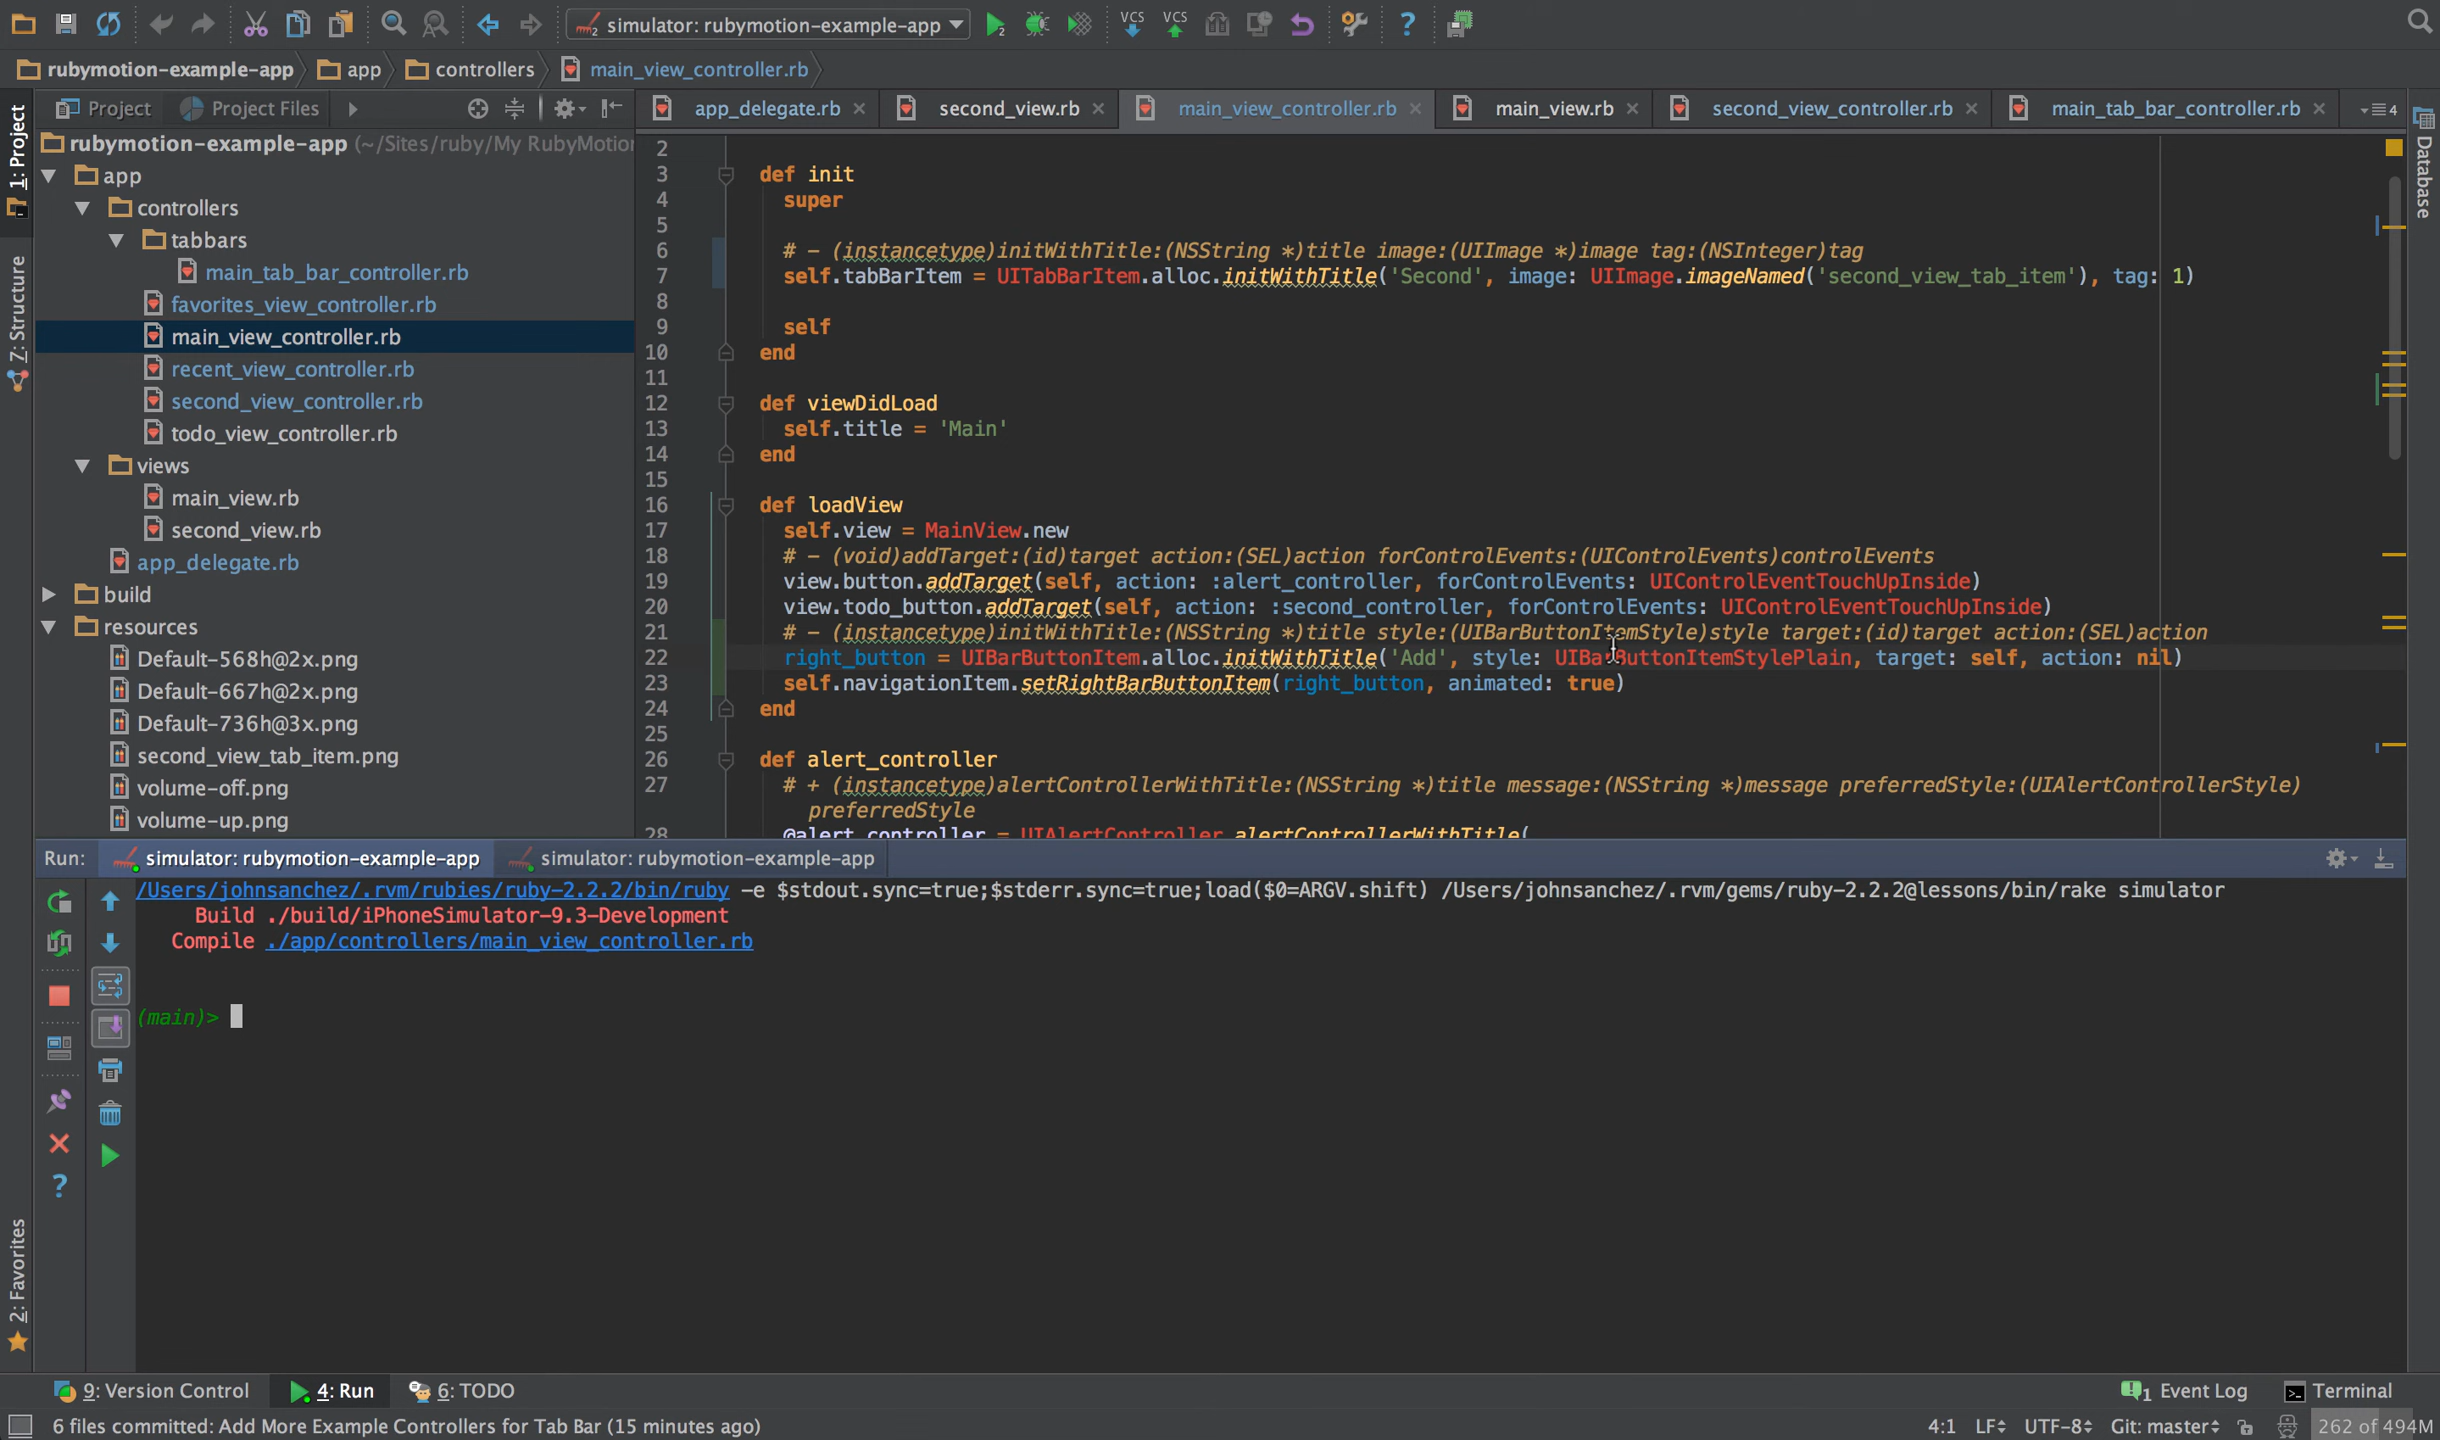 simulator: rubymotion-example-app
VCS VCS
rubymotion-example-app app controllers main_view_controller.rb
Project Project Files
app_delegate.rb second_view.rb main_view_controller.rb main_view.rb second_view_controller.rb main_tab_bar_controller.rb 4
1: Project
7: Structure
2: Favorites
Database
rubymotion-example-app (~/Sites/ruby/My RubyMotion
app
controllers
tabbars
main_tab_bar_controller.rb
favorites_view_controller.rb
main_view_controller.rb
recent_view_controller.rb
second_view_controller.rb
todo_view_controller.rb
views
main_view.rb
second_view.rb
app_delegate.rb
build
resources
Default-568h@2x.png
Default-667h@2x.png
Default-736h@3x.png
second_view_tab_item.png
volume-off.png
volume-up.png
2
3 def init
4 super
5
6 # - (instancetype)initWithTitle:(NSString *)title image:(UIImage *)image tag:(NSInteger)tag
7 self.tabBarItem = UITabBarItem.alloc.initWithTitle('Second', image: UIImage.imageNamed('second_view_tab_item'), tag: 1)
8
9 self
10 end
11
12 def viewDidLoad
13 self.title = 'Main'
14 end
15
16 def loadView
17 self.view = MainView.new
18 # - (void)addTarget:(id)target action:(SEL)action forControlEvents:(UIControlEvents)controlEvents
19 view.button.addTarget(self, action: :alert_controller, forControlEvents: UIControlEventTouchUpInside)
20 view.todo_button.addTarget(self, action: :second_controller, forControlEvents: UIControlEventTouchUpInside)
21 # - (instancetype)initWithTitle:(NSString *)title style:(UIBarButtonItemStyle)style target:(id)target action:(SEL)action
22 right_button = UIBarButtonItem.alloc.initWithTitle('Add', style: UIBarButtonItemStylePlain, target: self, action: nil)
23 self.navigationItem.setRightBarButtonItem(right_button, animated: true)
24 end
25
26 def alert_controller
27 # + (instancetype)alertControllerWithTitle:(NSString *)title message:(NSString *)message preferredStyle:(UIAlertControllerStyle)
preferredStyle
28 @alert_controller = UIAlertController.alertControllerWithTitle(
Run: simulator: rubymotion-example-app simulator: rubymotion-example-app
/Users/johnsanchez/.rvm/rubies/ruby-2.2.2/bin/ruby -e $stdout.sync=true;$stderr.sync=true;load($0=ARGV.shift) /Users/johnsanchez/.rvm/gems/ruby-2.2.2@lessons/bin/rake simulator
Build ./build/iPhoneSimulator-9.3-Development
Compile ./app/controllers/main_view_controller.rb
(main)>
9: Version Control 4: Run 6: TODO 1 Event Log Terminal
6 files committed: Add More Example Controllers for Tab Bar (15 minutes ago) 4:1 LF UTF-8 Git: master 262 of 494M